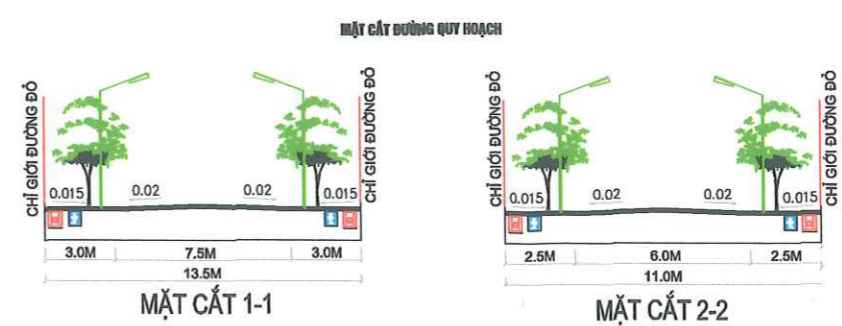 MẶT CẮT ĐƯỜNG QUY HOẠCH
CHỈ GIỚI ĐƯỜNG ĐỎ
0.015
0.02
0.02
0.015
CHỈ GIỚI ĐƯỜNG ĐỎ
3.0M
7.5M
3.0M
13.5M
MẶT CẮT 1-1
CHỈ GIỚI ĐƯỜNG ĐỎ
0.015
0.02
0.02
0.015
CHỈ GIỚI ĐƯỜNG ĐỎ
2.5M
6.0M
2.5M
11.0M
MẶT CẮT 2-2